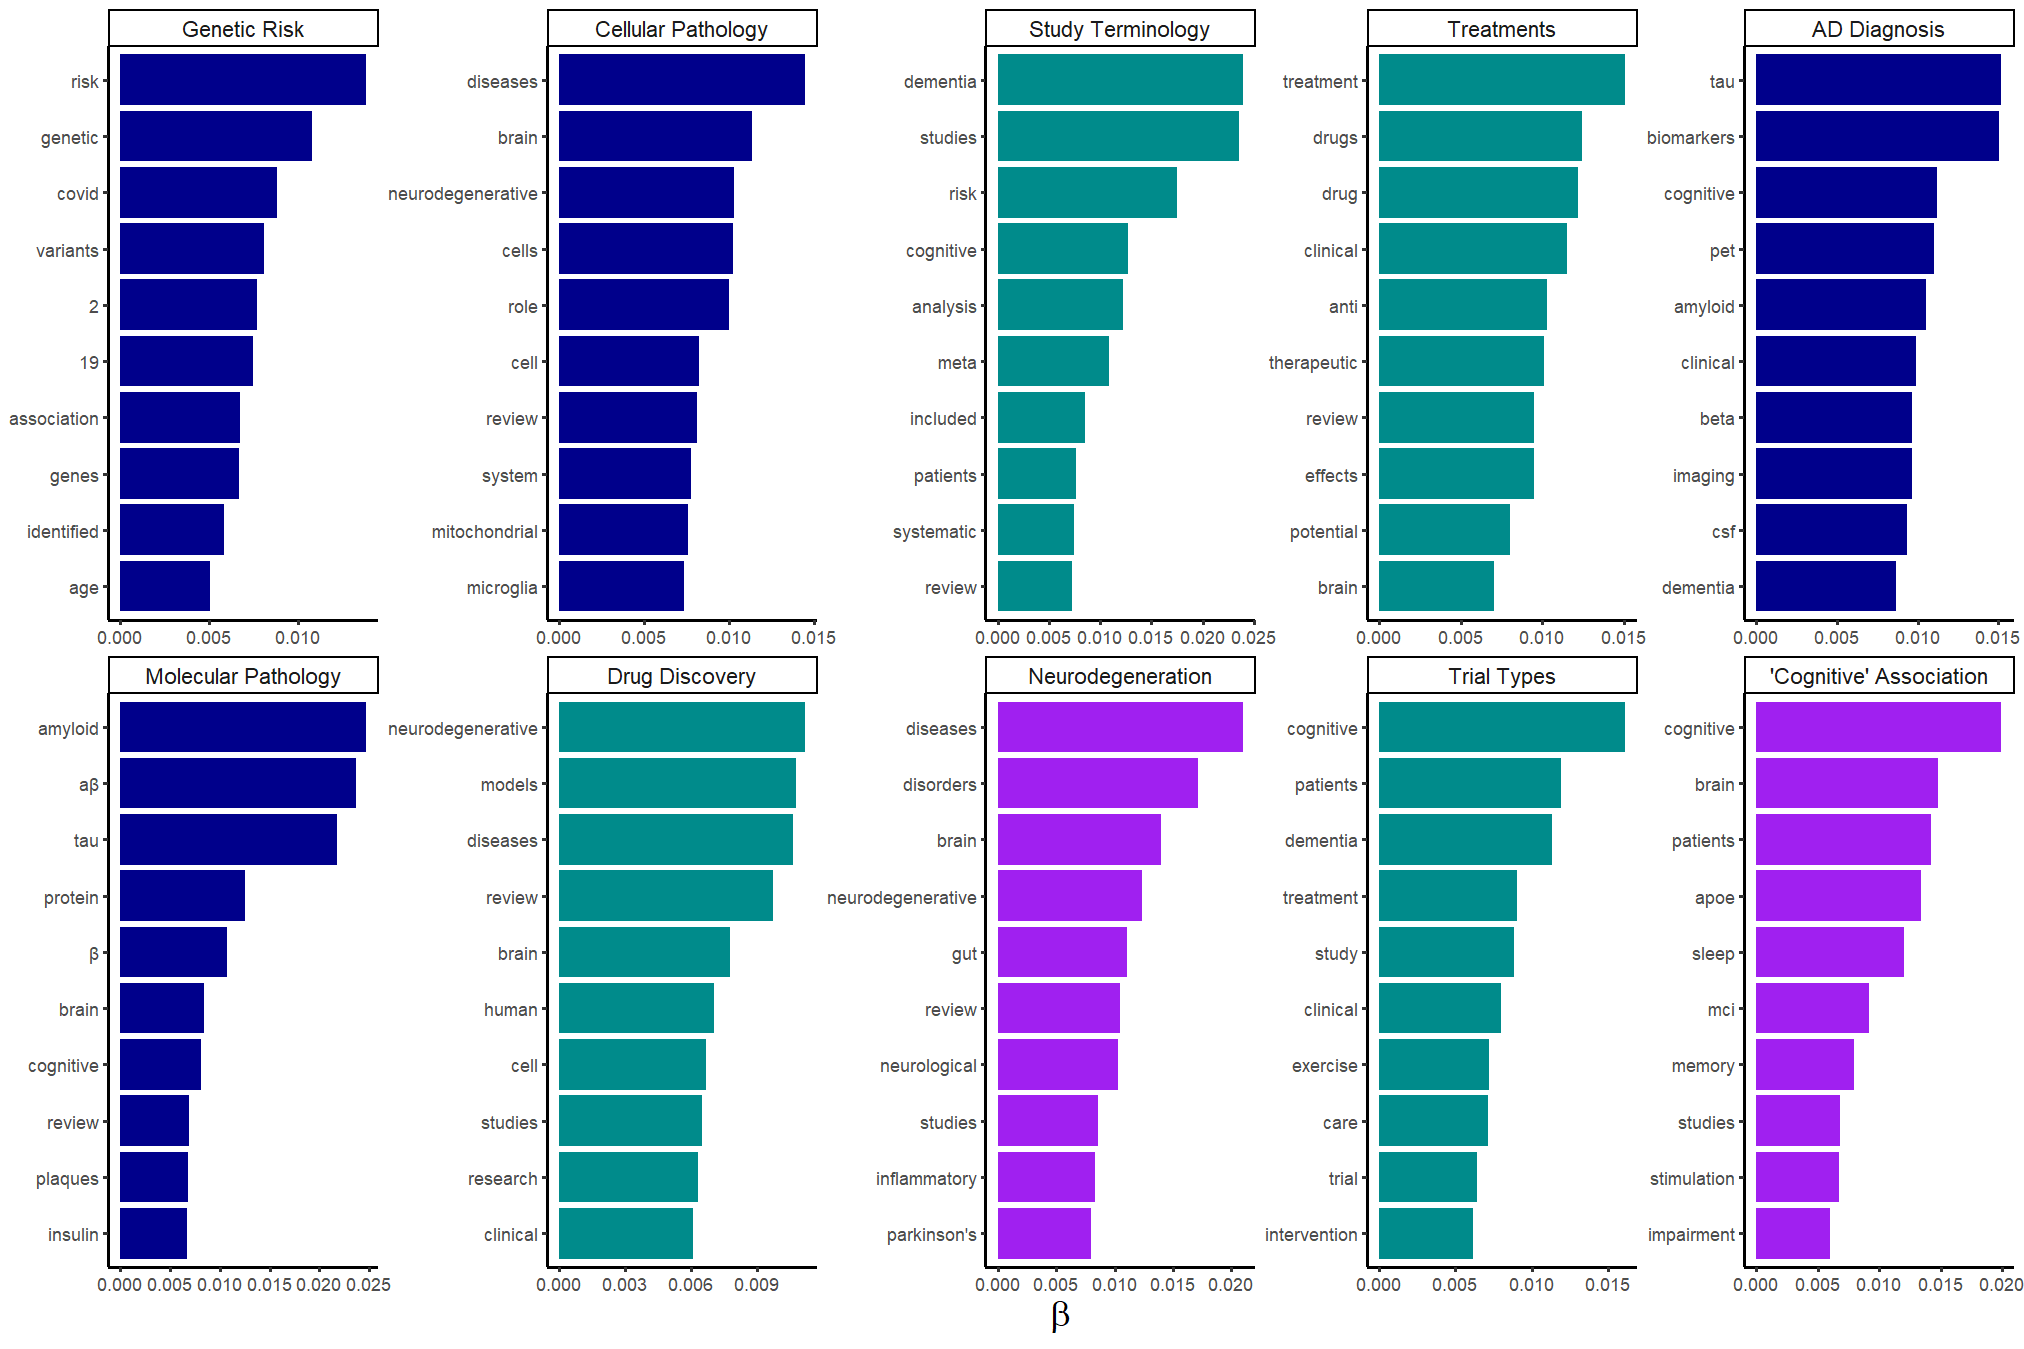 Genetic Risk
risk
genetic
covid
variants
2
19
association
genes
identified
age
0.000 0.005 0.010
Cellular Pathology
diseases
brain
neurodegenerative
cells
role
cell
review
system
mitochondrial
microglia
0.000 0.005 0.010 0.015
Study Terminology
dementia
studies
risk
cognitive
analysis
meta
included
patients
systematic
review
0.000 0.005 0.010 0.015 0.020 0.025
Treatments
treatment
drugs
drug
clinical
anti
therapeutic
review
effects
potential
brain
0.000 0.005 0.010 0.015
AD Diagnosis
tau
biomarkers
cognitive
pet
amyloid
clinical
beta
imaging
csf
dementia
0.000 0.005 0.010 0.015
Molecular Pathology
amyloid
aβ
tau
protein
β
brain
cognitive
review
plaques
insulin
0.000 0.005 0.010 0.015 0.020 0.025
Drug Discovery
neurodegenerative
models
diseases
review
brain
human
cell
studies
research
clinical
0.000 0.003 0.006 0.009
Neurodegeneration
diseases
disorders
brain
neurodegenerative
gut
review
neurological
studies
inflammatory
parkinson's
0.000 0.005 0.010 0.015 0.020
Trial Types
cognitive
patients
dementia
treatment
study
clinical
exercise
care
trial
intervention
0.000 0.005 0.010 0.015
'Cognitive' Association
cognitive
brain
patients
apoe
sleep
mci
memory
studies
stimulation
impairment
0.000 0.005 0.010 0.015 0.020
β